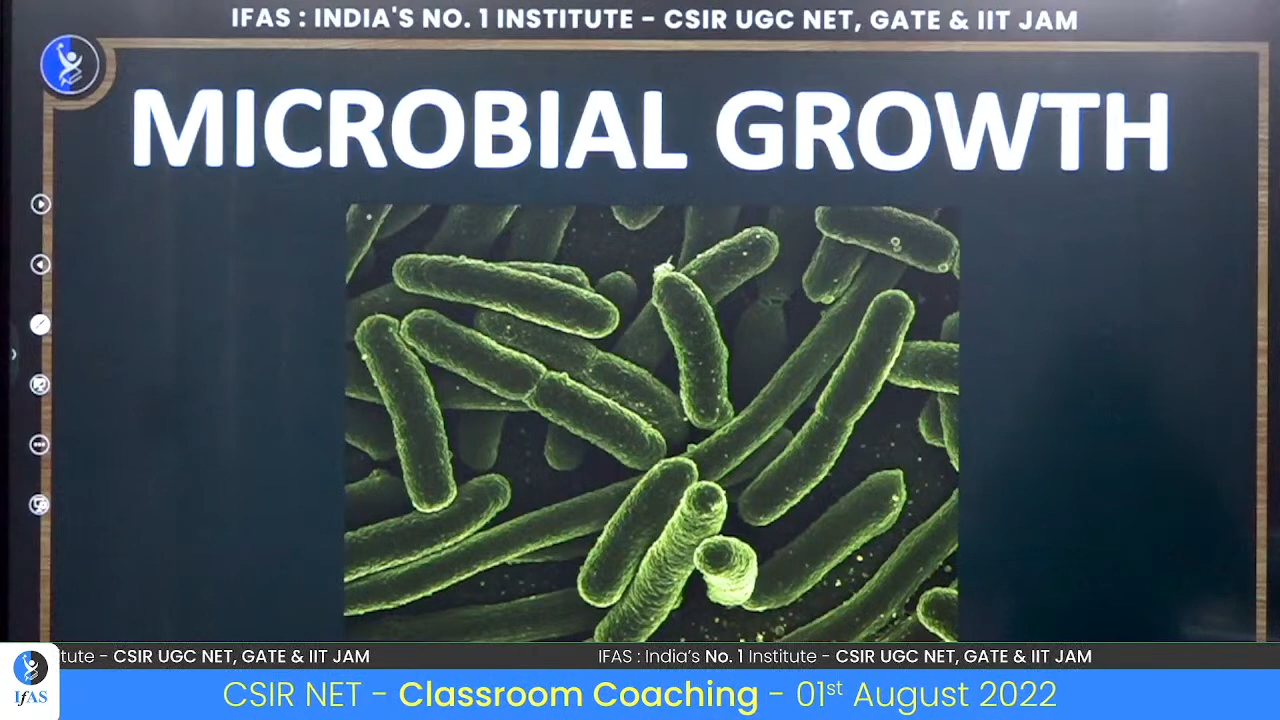 IFAS : INDIA'S NO. 1 INSTITUTE - CSIR UGC NET, GATE & IIT JAM
MICROBIAL GROWTH
tute - CSIR UGC NET, GATE & IIT JAM
IFAS : India's No. 1 Institute - CSIR UGC NET, GATE & IIT JAM
IfAS
CSIR NET - Classroom Coaching - 01st August 2022